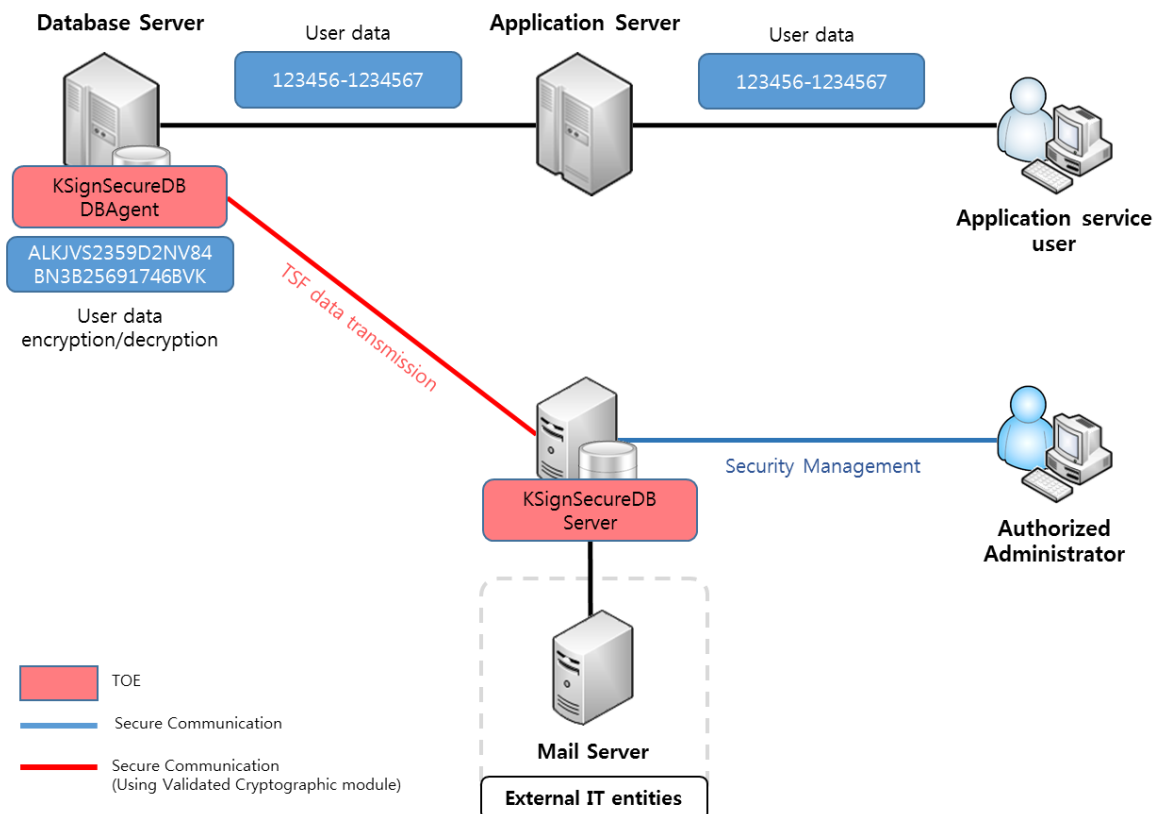 Database Server
Application Server
User data
User data
123456-1234567
123456-1234567
KSignSecureDB
DBAgent
Application service
user
ALKJVS2359D2NV84
BN3B25691746BVK
User data
encryption/decryption
TSF data transmission
Security Management
KSignSecureDB
Server
Authorized
Administrator
TOE
Secure Communication
Mail Server
Secure Communication
(Using Validated Cryptographic module)
External IT entities